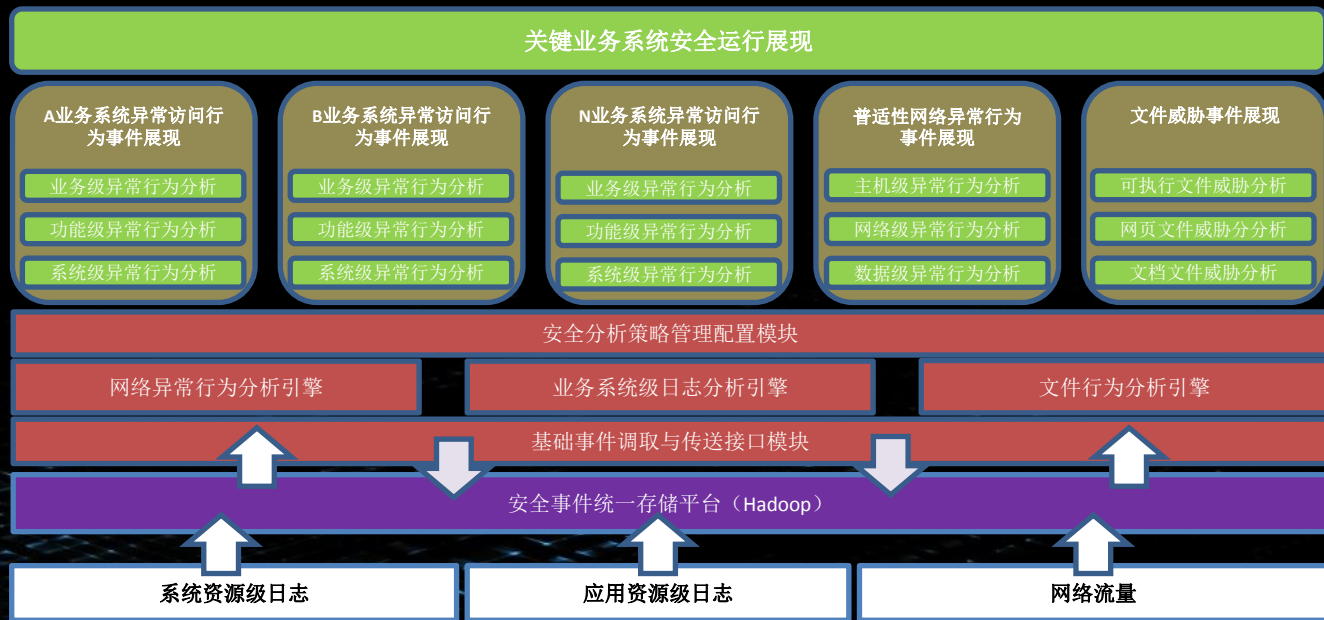 关键业务系统安全运行展现
A业务系统异常访问行
为事件展现
业务级异常行为分析
功能级异常行为分析
系统级异常行为分析
B业务系统异常访问行
为事件展现
业务级异常行为分析
功能级异常行为分析
系统级异常行为分析
N业务系统异常访问行
为事件展现
业务级异常行为分析
功能级异常行为分析
系统级异常行为分析
普适性网络异常行为
事件展现
主机级异常行为分析
网络级异常行为分析
数据级异常行为分析
文件威胁事件展现
可执行文件威胁分析
网页文件威胁分分析
文档文件威胁分析
安全分析策略管理配置模块
网络异常行为分析引擎
业务系统级日志分析引擎
文件行为分析引擎
基础事件调取与传送接口模块
安全事件统一存储平台（Hadoop）
系统资源级日志
应用资源级日志
网络流量